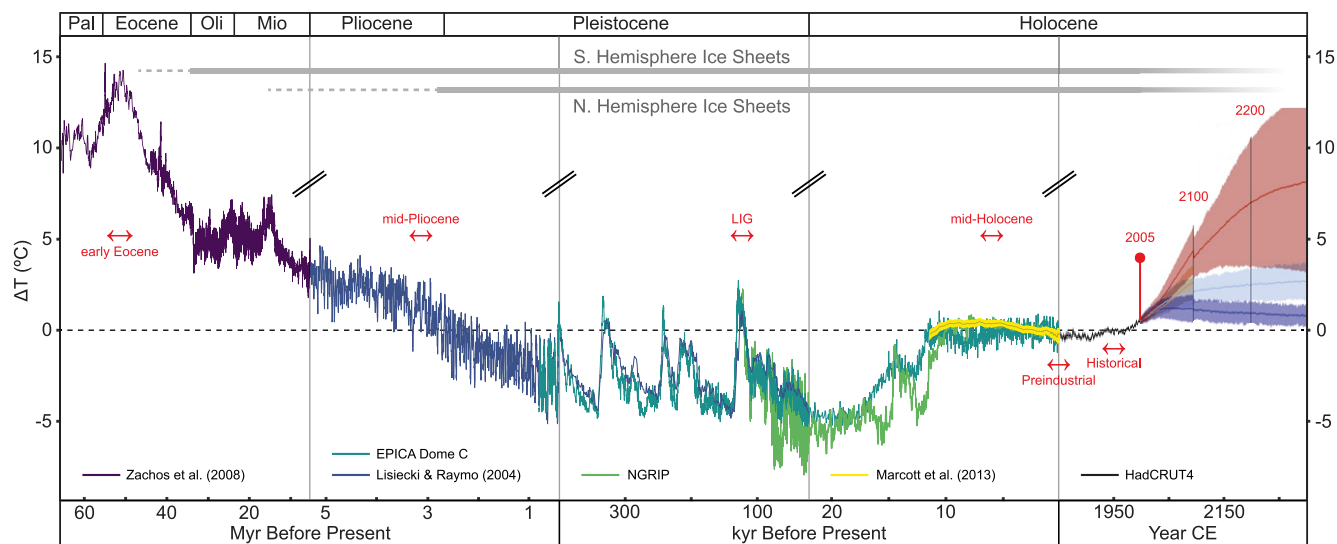 Pal Eocene Oli Mio Pliocene Pleistocene Holocene
15 15
S. Hemisphere Ice Sheets
N. Hemisphere Ice Sheets
2200
10 10
2100
mid-Pliocene LIG mid-Holocene
2005
5 5
early Eocene
ΔT (ºC)
0 0
Historical
Preindustrial
-5 -5
EPICA Dome C
Zachos et al. (2008) Lisiecki & Raymo (2004) NGRIP Marcott et al. (2013) HadCRUT4
60 40 20 5 3 1 300 100 20 10 1950 2150
Myr Before Present kyr Before Present Year CE